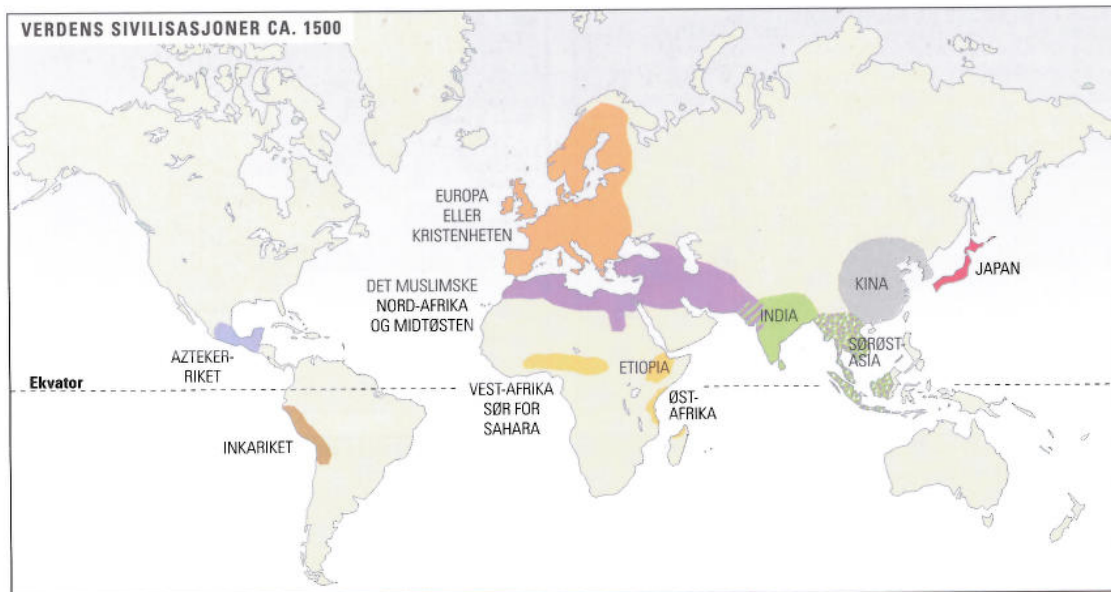 VERDENS SIVILISASJONER CA. 1500
EUROPA
ELLER
KRISTENHETEN
DET MUSLIMSKE
NORD-AFRIKA
OG MIDTØSTEN
KINA
JAPAN
INDIA
SØRØST-
ASIA
AZTEKER-
RIKET
ETIOPIA
Ekvator
VEST-AFRIKA
SØR FOR
SAHARA
ØST-
AFRIKA
INKARIKET